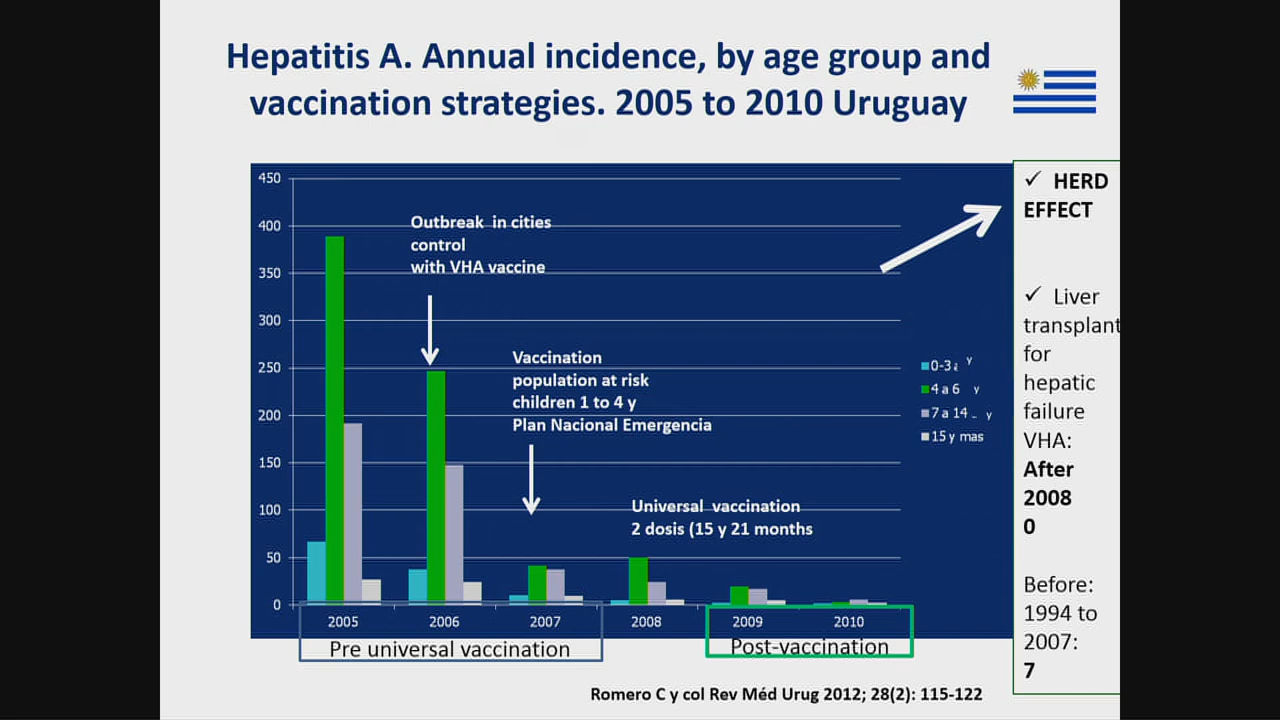 Hepatitis A. Annual incidence, by age group and
vaccination strategies. 2005 to 2010 Uruguay
450
400
350
300
250
200
150
100
50
0
Outbreak in cities
control
with VHA vaccine
Vaccination
population at risk
children 1 to 4 y
Plan Nacional Emergencia
Universal vaccination
2 dosis (15 y 21 months
0-3 y
4 a 6 y
7 a 14 y
15 y mas
2005 2006 2007 2008 2009 2010
Pre universal vaccination
Post-vaccination
✓ HERD
EFFECT
✓ Liver
transplant
for
hepatic
failure
VHA:
After
2008
0
Before:
1994 to
2007:
7
Romero C y col Rev Méd Urug 2012; 28(2): 115-122